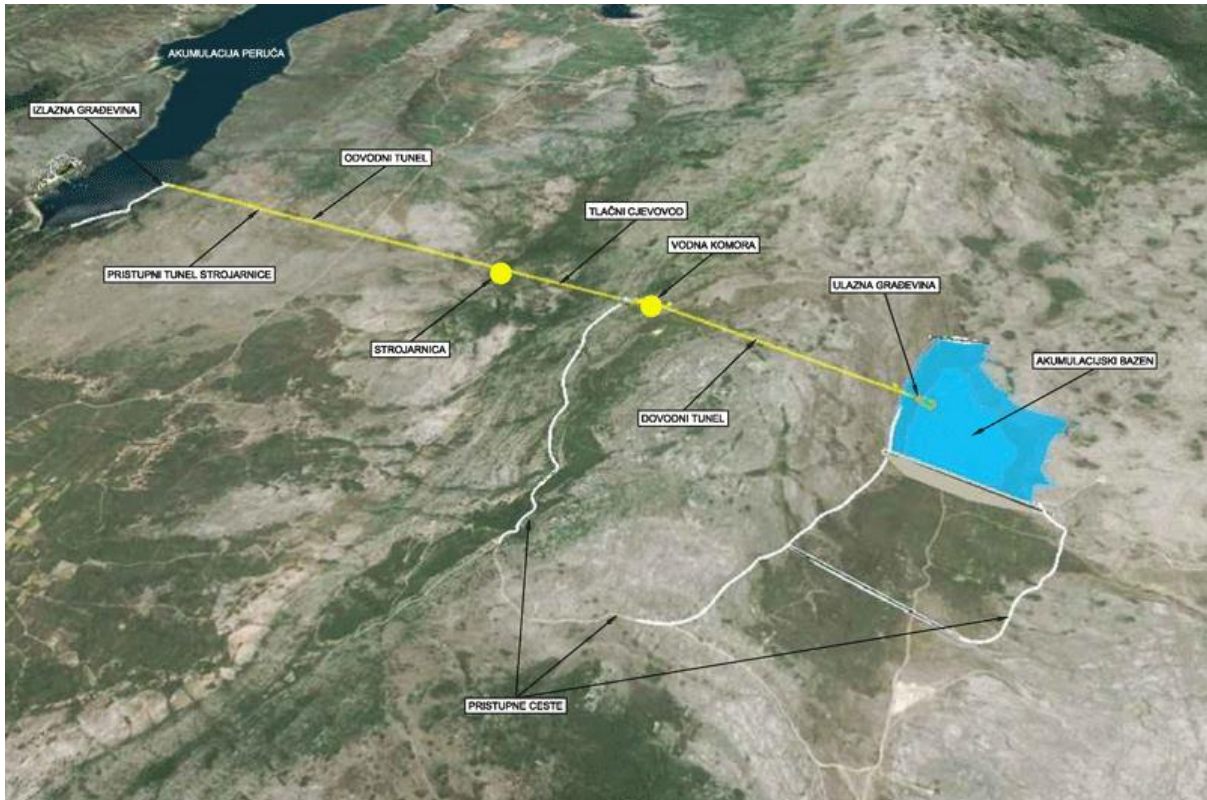 AKUMULACIJA PERUĆA
IZLAZNA GRAĐEVINA
ODVODNI TUNEL
TLAČNI CJEVOVOD
VODNA KOMORA
PRISTUPNI TUNEL STROJARNICE
ULAZNA GRAĐEVINA
STROJARNICA
AKUMULACIJSKI BAZEN
DOVODNI TUNEL
PRISTUPNE CESTE